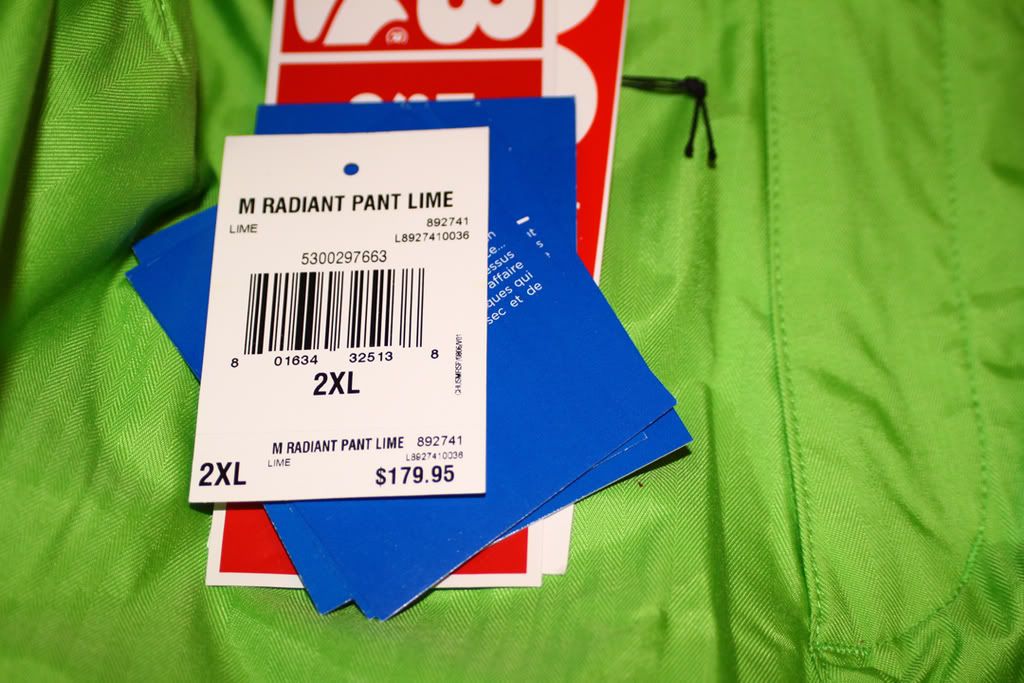 M RADIANT PANT LIME
LIME 892741
L8927410036
5300297663
8 01634 32513 8
2XL
M RADIANT PANT LIME 892741
LIME L8927410036
2XL $179.95
essus
affaire
ques qui
sec et de